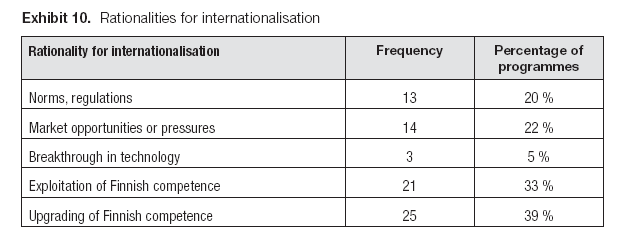 Exhibit 10. Rationalities for internationalisation
Rationality for internationalisation Frequency Percentage of
programmes
Norms, regulations 13 20 %
Market opportunities or pressures 14 22 %
Breakthrough in technology 3 5 %
Exploitation of Finnish competence 21 33 %
Upgrading of Finnish competence 25 39 %